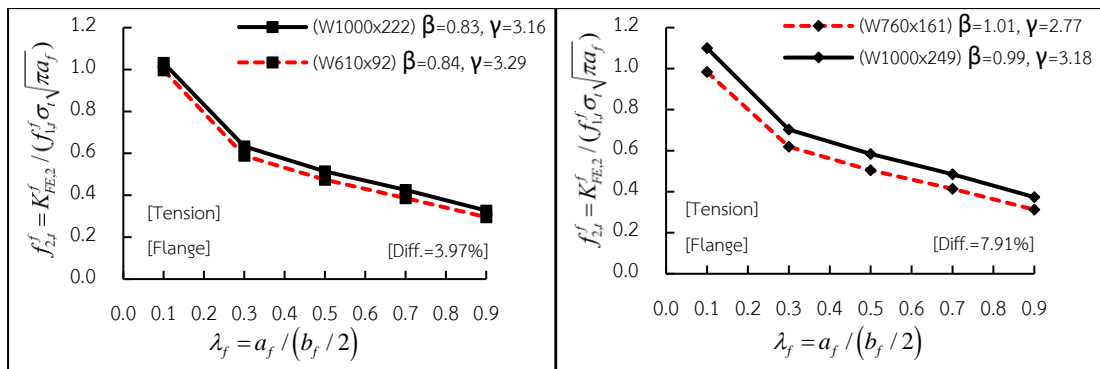 (W1000x222) β=0.83, γ=3.16
(W610x92) β=0.84, γ=3.29
1.2
1.0
0.8
0.6
0.4
0.2
0.0
f^f_{2,t} = K^f_{FE,2} / (f^f_{1,t} σ_t √πa_f)
[Tension]
[Flange]
[Diff.=3.97%]
0.0 0.1 0.2 0.3 0.4 0.5 0.6 0.7 0.8 0.9
λ_f = a_f / (b_f / 2)
(W760x161) β=1.01, γ=2.77
(W1000x249) β=0.99, γ=3.18
1.2
1.0
0.8
0.6
0.4
0.2
0.0
f^f_{2,t} = K^f_{FE,2} / (f^f_{1,t} σ_t √πa_f)
[Tension]
[Flange]
[Diff.=7.91%]
0.0 0.1 0.2 0.3 0.4 0.5 0.6 0.7 0.8 0.9
λ_f = a_f / (b_f / 2)